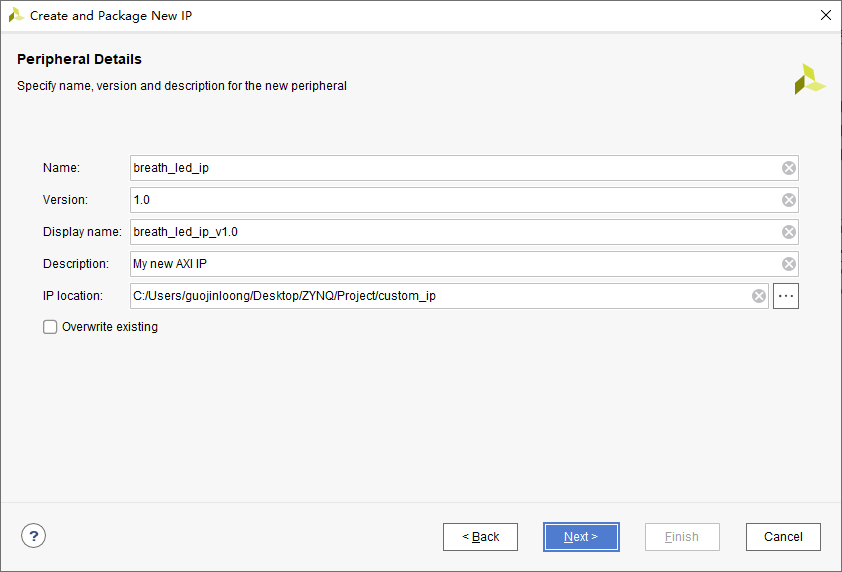 Create and Package New IP
Peripheral Details
Specify name, version and description for the new peripheral
Name: breath_led_ip
Version: 1.0
Display name: breath_led_ip_v1.0
Description: My new AXI IP
IP location: C:/Users/guojinloong/Desktop/ZYNQ/Project/custom_ip ...
Overwrite existing
? < Back Next > Finish Cancel